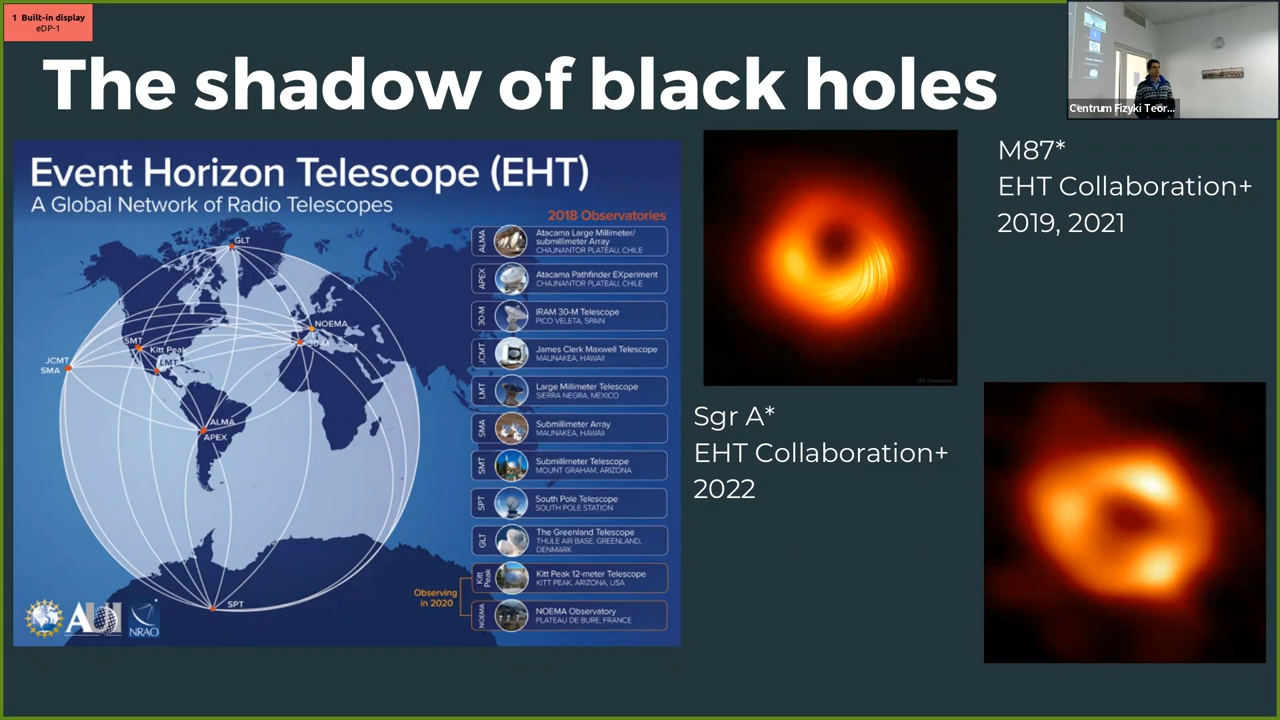 1 Built-in display
eDP-1
The shadow of black holes
Centrum Fizyki Teor...
Event Horizon Telescope (EHT)
A Global Network of Radio Telescopes
2018 Observatories
GLT
NOEMA
30-M
SMT
Kitt Peak
LMT
JCMT
SMA
ALMA
APEX
SPT
ALMA
Atacama Large Millimeter/
submillimeter Array
CHAJNANTOR PLATEAU, CHILE
APEX
Atacama Pathfinder EXperiment
CHAJNANTOR PLATEAU, CHILE
30-M
IRAM 30-M Telescope
PICO VELETA, SPAIN
JCMT
James Clerk Maxwell Telescope
MAUNAKEA, HAWAII
LMT
Large Millimeter Telescope
SIERRA NEGRA, MEXICO
SMA
Submillimeter Array
MAUNAKEA, HAWAII
SMT
Submillimeter Telescope
MOUNT GRAHAM, ARIZONA
SPT
South Pole Telescope
SOUTH POLE STATION
GLT
The Greenland Telescope
THULE AIR BASE, GREENLAND,
DENMARK
Observing
in 2020
Kitt
Peak
Kitt Peak 12-meter Telescope
KITT PEAK, ARIZONA, USA
NOEMA
NOEMA Observatory
PLATEAU DE BURE, FRANCE
AUI
NRAO
M87*
EHT Collaboration+
2019, 2021
Sgr A*
EHT Collaboration+
2022